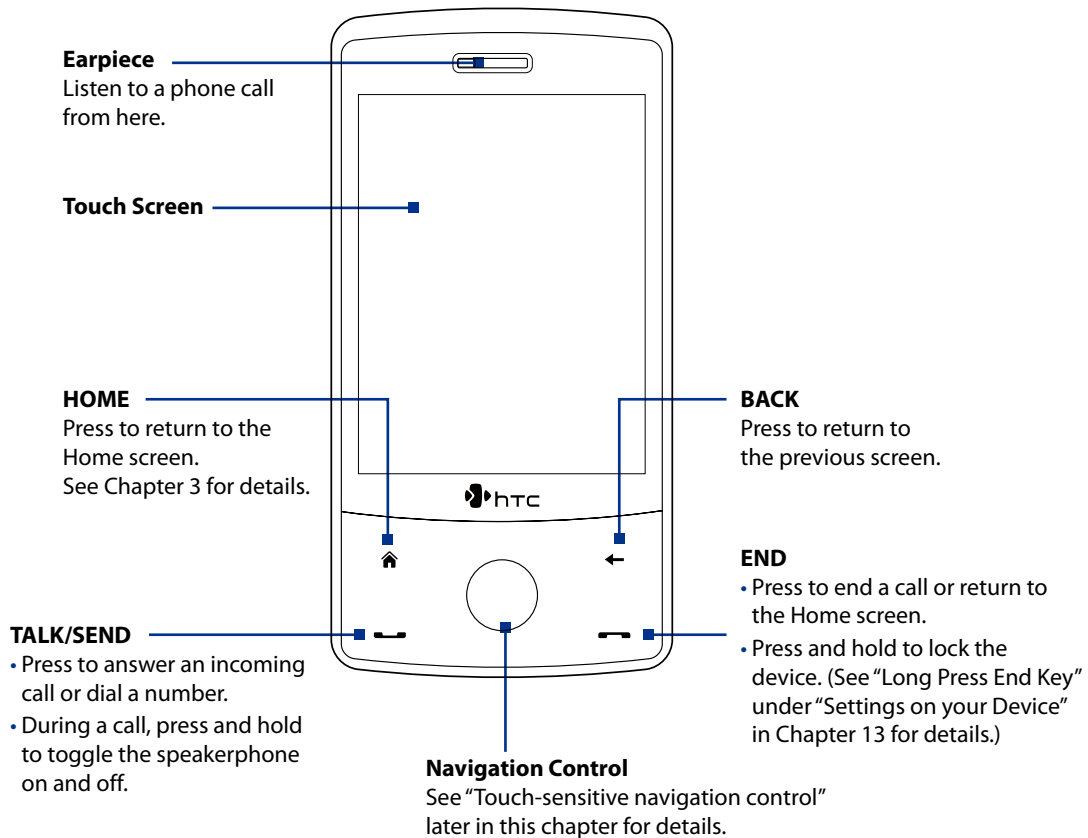 Earpiece
Listen to a phone call
from here.
Touch Screen
HOME
Press to return to the
Home screen.
See Chapter 3 for details.
BACK
Press to return to
the previous screen.
hTC
TALK/SEND
• Press to answer an incoming
call or dial a number.
• During a call, press and hold
to toggle the speakerphone
on and off.
END
• Press to end a call or return to
the Home screen.
• Press and hold to lock the
device. (See “Long Press End Key”
under “Settings on your Device”
in Chapter 13 for details.)
Navigation Control
See “Touch-sensitive navigation control”
later in this chapter for details.